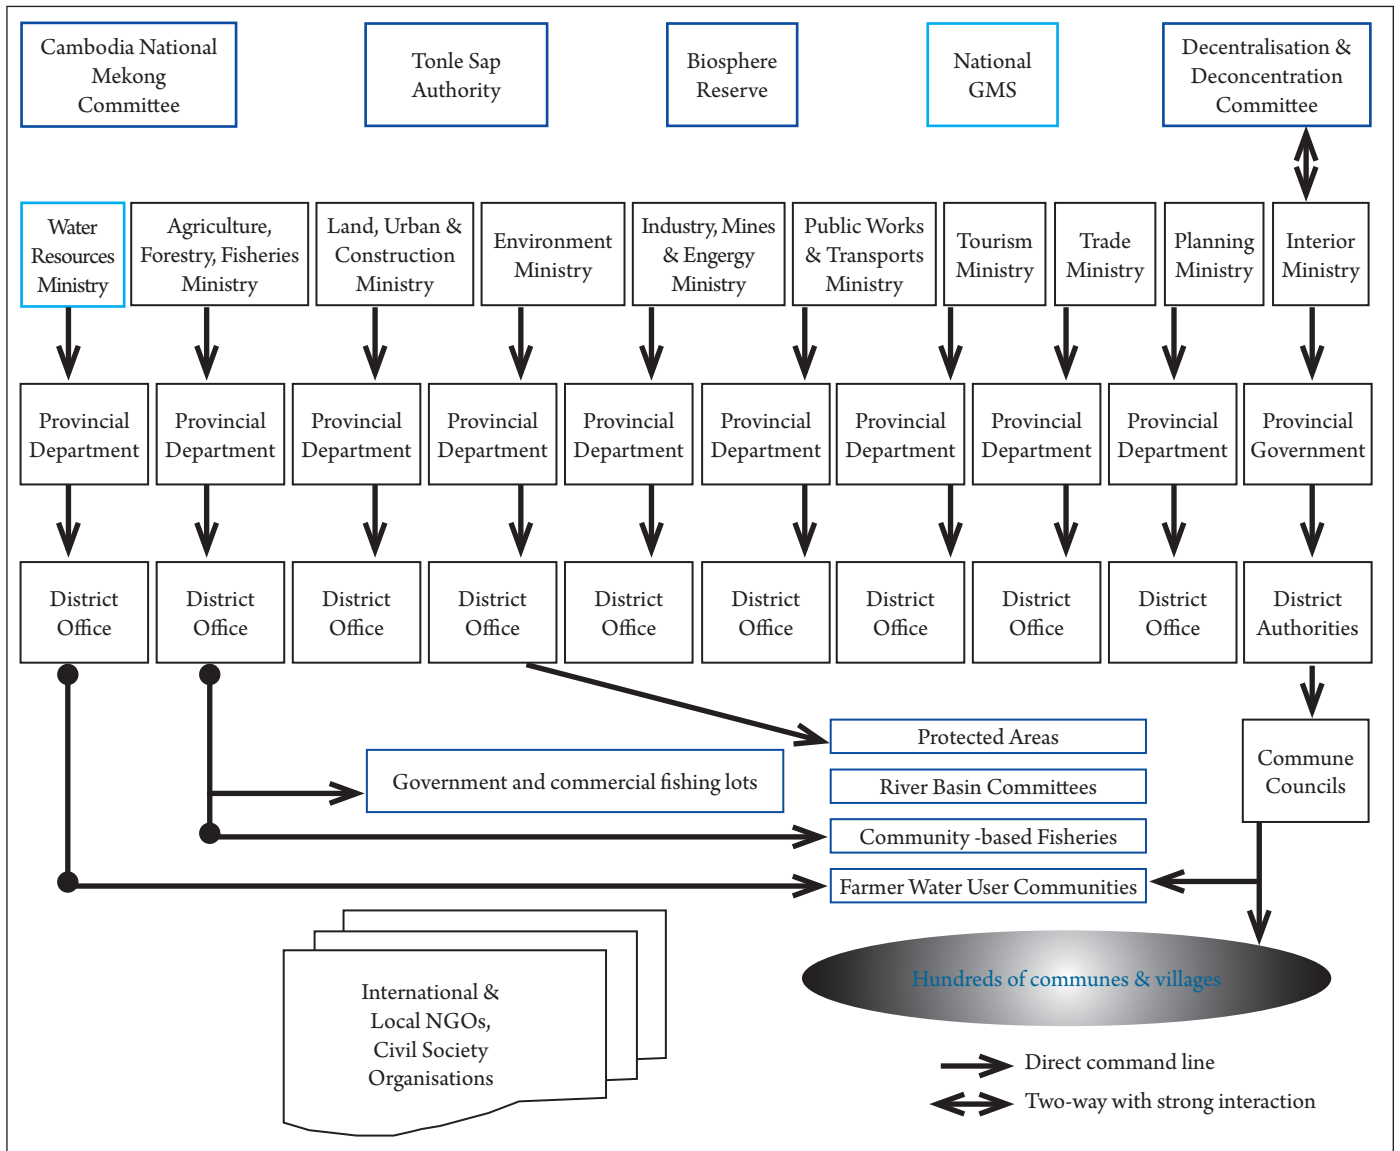 Cambodia National
Mekong
Committee
Tonle Sap
Authority
Biosphere
Reserve
National
GMS
Decentralisation &
Deconcentration
Committee
Water
Resources
Ministry
Agriculture,
Forestry, Fisheries
Ministry
Land, Urban &
Construction
Ministry
Environment
Ministry
Industry, Mines
& Engergy
Ministry
Public Works
& Transports
Ministry
Tourism
Ministry
Trade
Ministry
Planning
Ministry
Interior
Ministry
Provincial
Department
Provincial
Department
Provincial
Department
Provincial
Department
Provincial
Department
Provincial
Department
Provincial
Department
Provincial
Department
Provincial
Department
Provincial
Government
District
Office
District
Office
District
Office
District
Office
District
Office
District
Office
District
Office
District
Office
District
Office
District
Authorities
Protected Areas
Government and commercial fishing lots
River Basin Committees
Community -based Fisheries
Farmer Water User Communities
Commune
Councils
Hundreds of communes & villages
International &
Local NGOs,
Civil Society
Organisations
Direct command line
Two-way with strong interaction